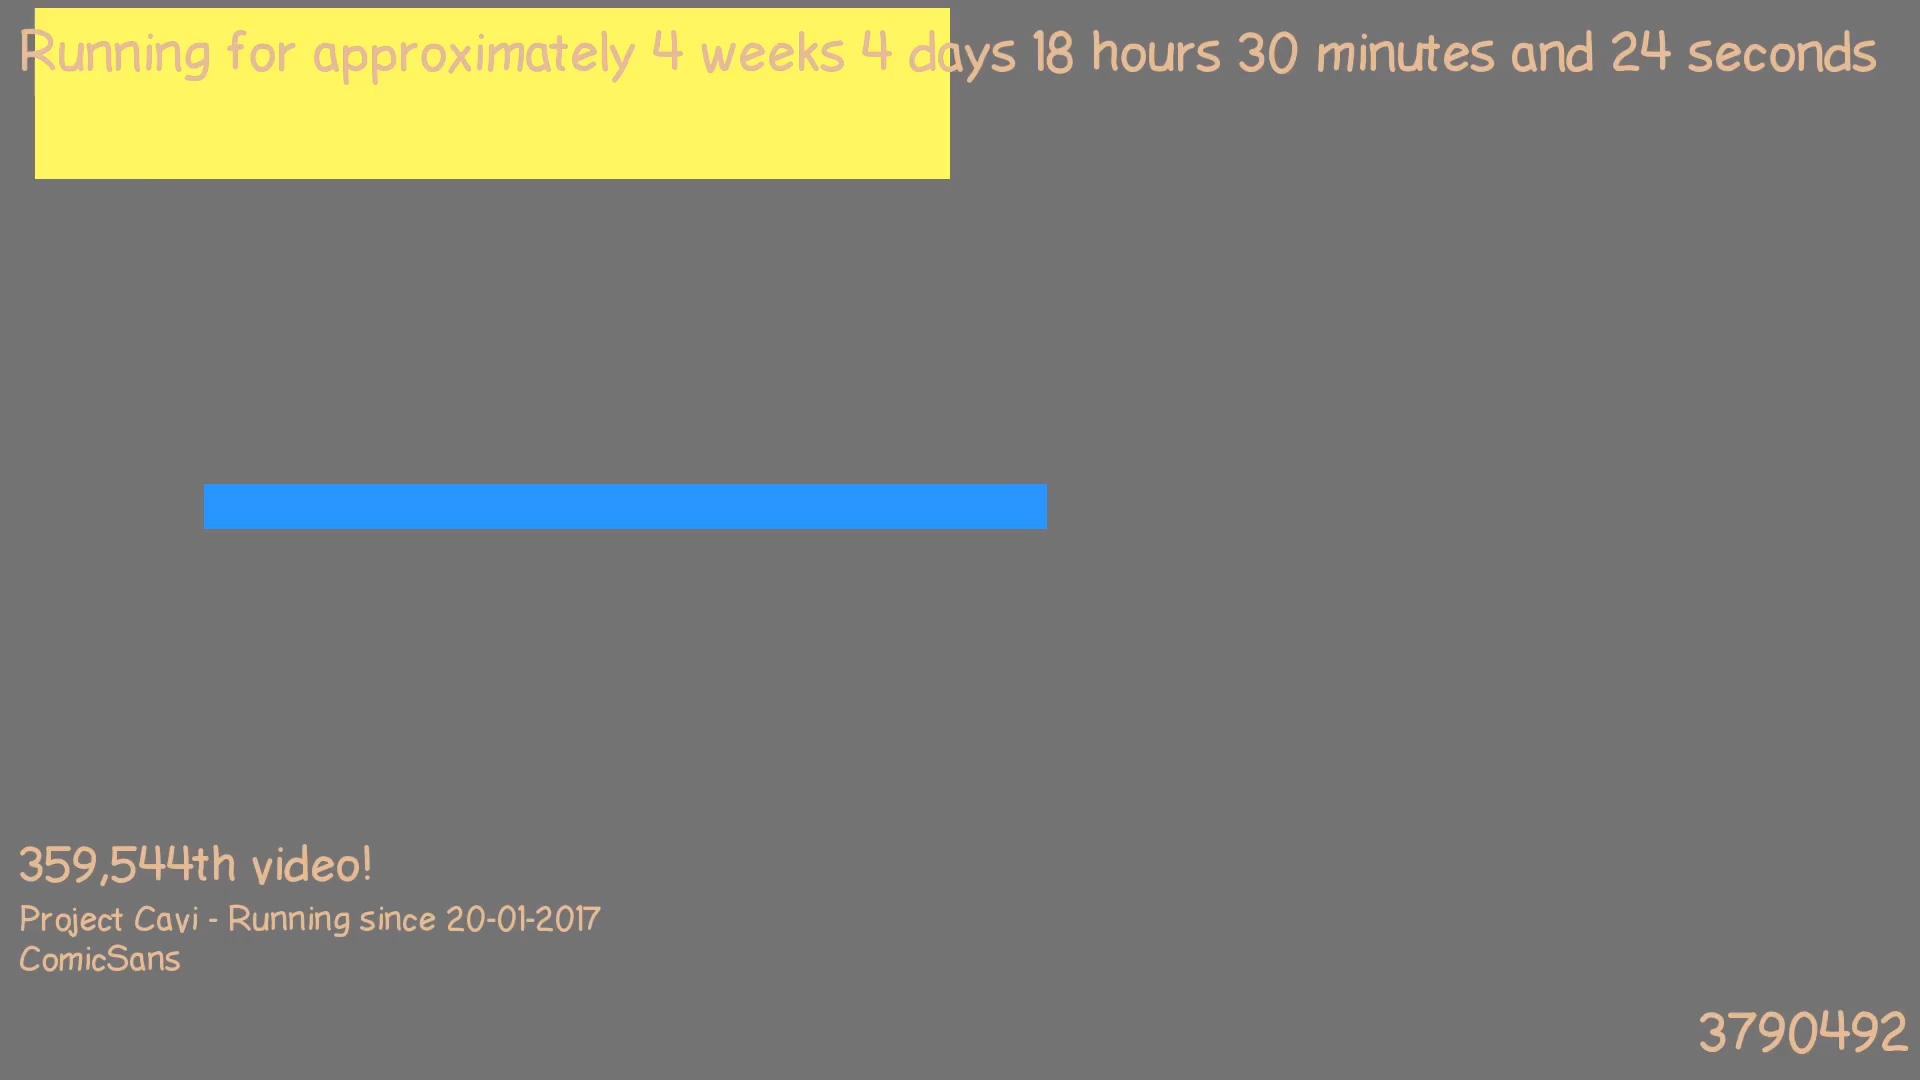 Running for approximately 4 weeks 4 days 18 hours 30 minutes and 24 seconds
359,544th video!
Project Cavi - Running since 20-01-2017
ComicSans
3790492